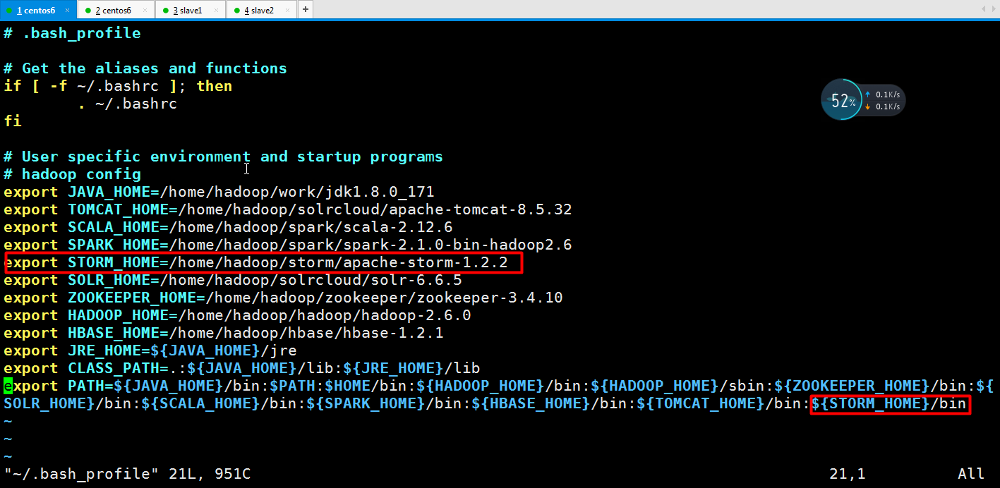 1 centos6 × 2 centos6 × 3 slave1 × 4 slave2 × +
# .bash_profile
# Get the aliases and functions
if [ -f ~/.bashrc ]; then
. ~/.bashrc
fi
52% 0.1K/s
0.1K/s
# User specific environment and startup programs
# hadoop config
export JAVA_HOME=/home/hadoop/work/jdk1.8.0_171
export TOMCAT_HOME=/home/hadoop/solrcloud/apache-tomcat-8.5.32
export SCALA_HOME=/home/hadoop/spark/scala-2.12.6
export SPARK_HOME=/home/hadoop/spark/spark-2.1.0-bin-hadoop2.6
export STORM_HOME=/home/hadoop/storm/apache-storm-1.2.2
export SOLR_HOME=/home/hadoop/solrcloud/solr-6.6.5
export ZOOKEEPER_HOME=/home/hadoop/zookeeper/zookeeper-3.4.10
export HADOOP_HOME=/home/hadoop/hadoop/hadoop-2.6.0
export HBASE_HOME=/home/hadoop/hbase/hbase-1.2.1
export JRE_HOME=${JAVA_HOME}/jre
export CLASS_PATH=.:${JAVA_HOME}/lib:${JRE_HOME}/lib
export PATH=${JAVA_HOME}/bin:$PATH:$HOME/bin:${HADOOP_HOME}/bin:${HADOOP_HOME}/sbin:${ZOOKEEPER_HOME}/bin:${
SOLR_HOME}/bin:${SCALA_HOME}/bin:${SPARK_HOME}/bin:${HBASE_HOME}/bin:${TOMCAT_HOME}/bin:${STORM_HOME}/bin
~
~
~
"~/.bash_profile" 21L, 951C 21,1 All